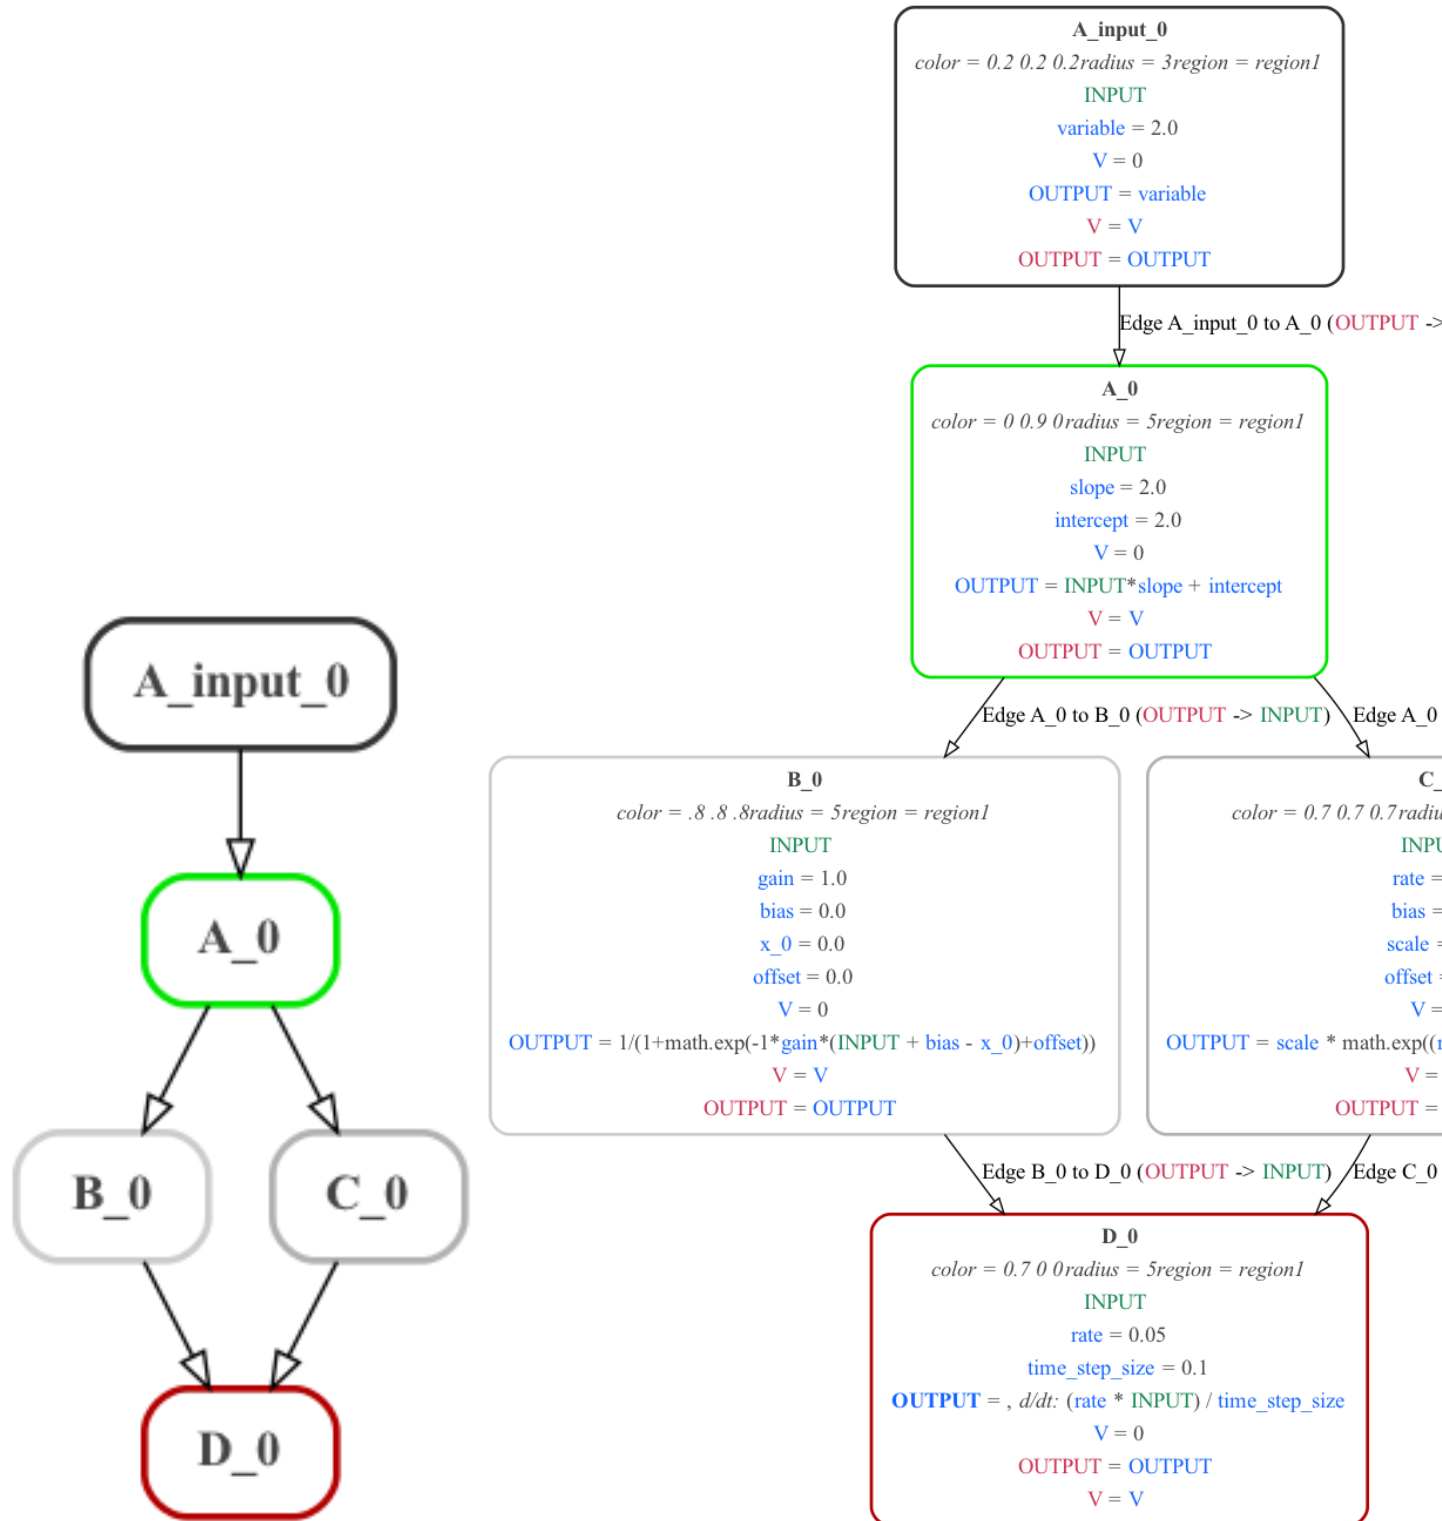 A_input_0
A_0
B_0
C_0
D_0
A_input_0
color = 0.2 0.2 0.2radius = 3region = region1
INPUT
variable = 2.0
V = 0
OUTPUT = variable
V = V
OUTPUT = OUTPUT
Edge A_input_0 to A_0 (OUTPUT ->
A_0
color = 0 0.9 0radius = 5region = region1
INPUT
slope = 2.0
intercept = 2.0
V = 0
OUTPUT = INPUT*slope + intercept
V = V
OUTPUT = OUTPUT
Edge A_0 to B_0 (OUTPUT -> INPUT)
Edge A_0
B_0
color = .8 .8 .8radius = 5region = region1
INPUT
gain = 1.0
bias = 0.0
x_0 = 0.0
offset = 0.0
V = 0
OUTPUT = 1/(1+math.exp(-1*gain*(INPUT + bias - x_0)+offset))
V = V
OUTPUT = OUTPUT
C_
color = 0.7 0.7 0.7radiu
INPU
rate =
bias =
scale =
offset =
V =
OUTPUT = scale * math.exp((r
V =
OUTPUT =
Edge B_0 to D_0 (OUTPUT -> INPUT)
Edge C_0
D_0
color = 0.7 0 0radius = 5region = region1
INPUT
rate = 0.05
time_step_size = 0.1
OUTPUT = , d/dt: (rate * INPUT) / time_step_size
V = 0
OUTPUT = OUTPUT
V = V